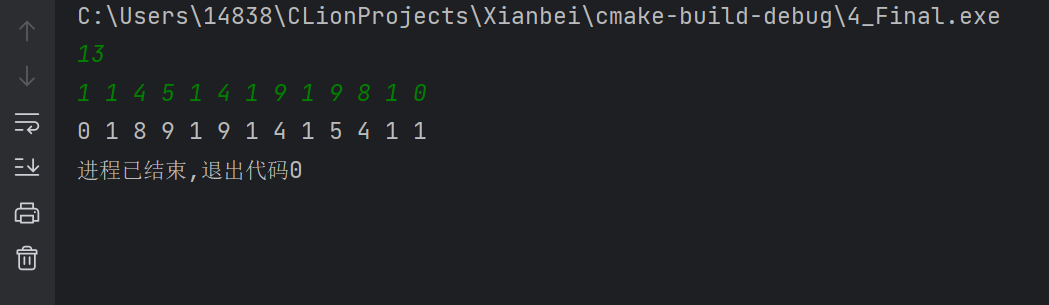 C:\Users\14838\CLionProjects\Xianbei\cmake-build-debug\4_Final.exe
13
1 1 4 5 1 4 1 9 1 9 8 1 0
0 1 8 9 1 9 1 4 1 5 4 1 1
进程已结束,退出代码0